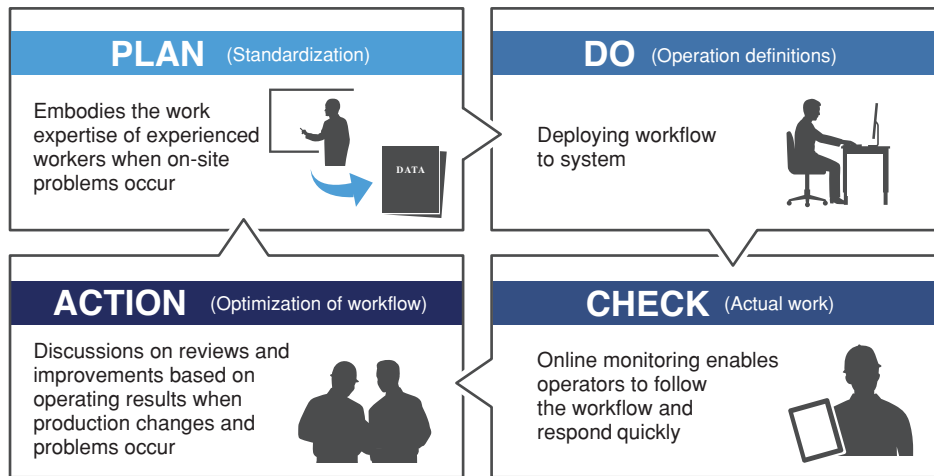 PLAN (Standardization)
Embodies the work
expertise of experienced
workers when on-site
problems occur
DATA
DO (Operation definitions)
Deploying workflow
to system
ACTION (Optimization of workflow)
Discussions on reviews and
improvements based on
operating results when
production changes and
problems occur
CHECK (Actual work)
Online monitoring enables
operators to follow
the workflow and
respond quickly